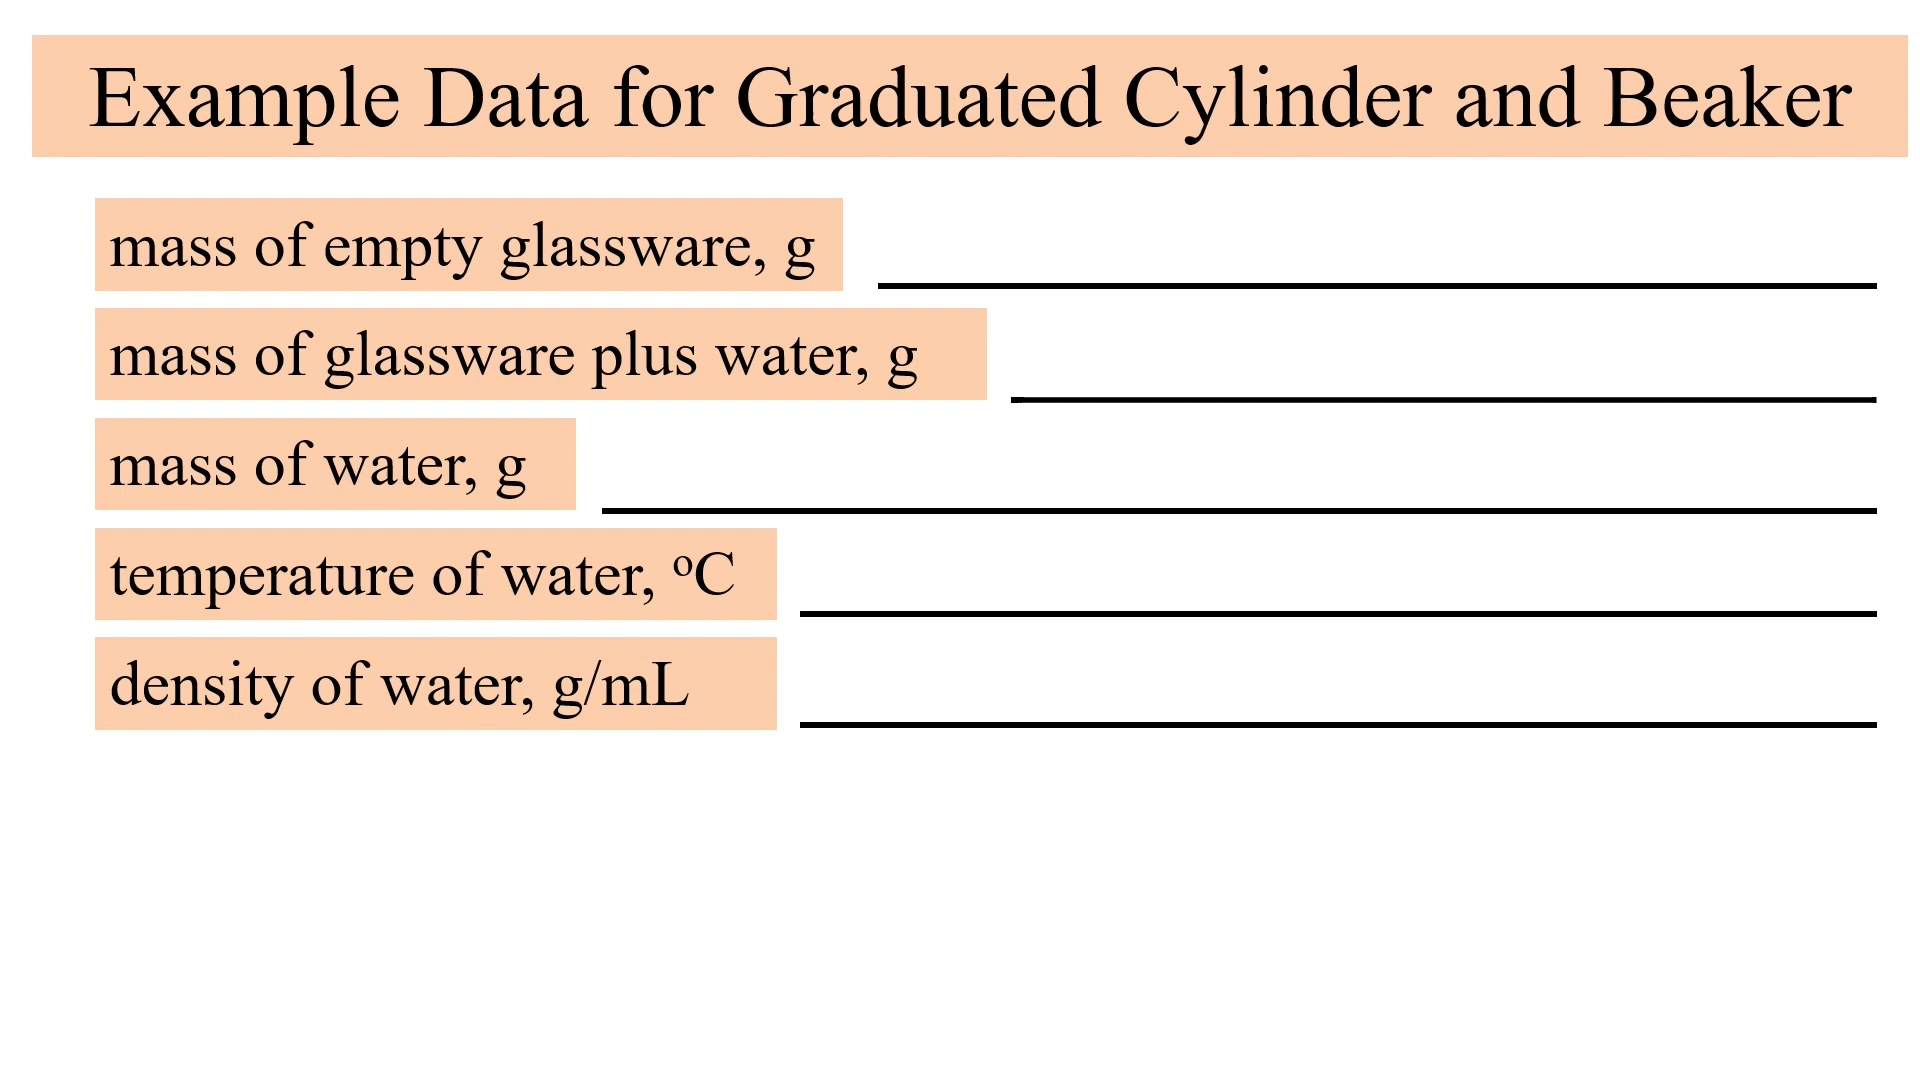 Example Data for Graduated Cylinder and Beaker
mass of empty glassware, g
mass of glassware plus water, g
mass of water, g
temperature of water, ºC
density of water, g/mL